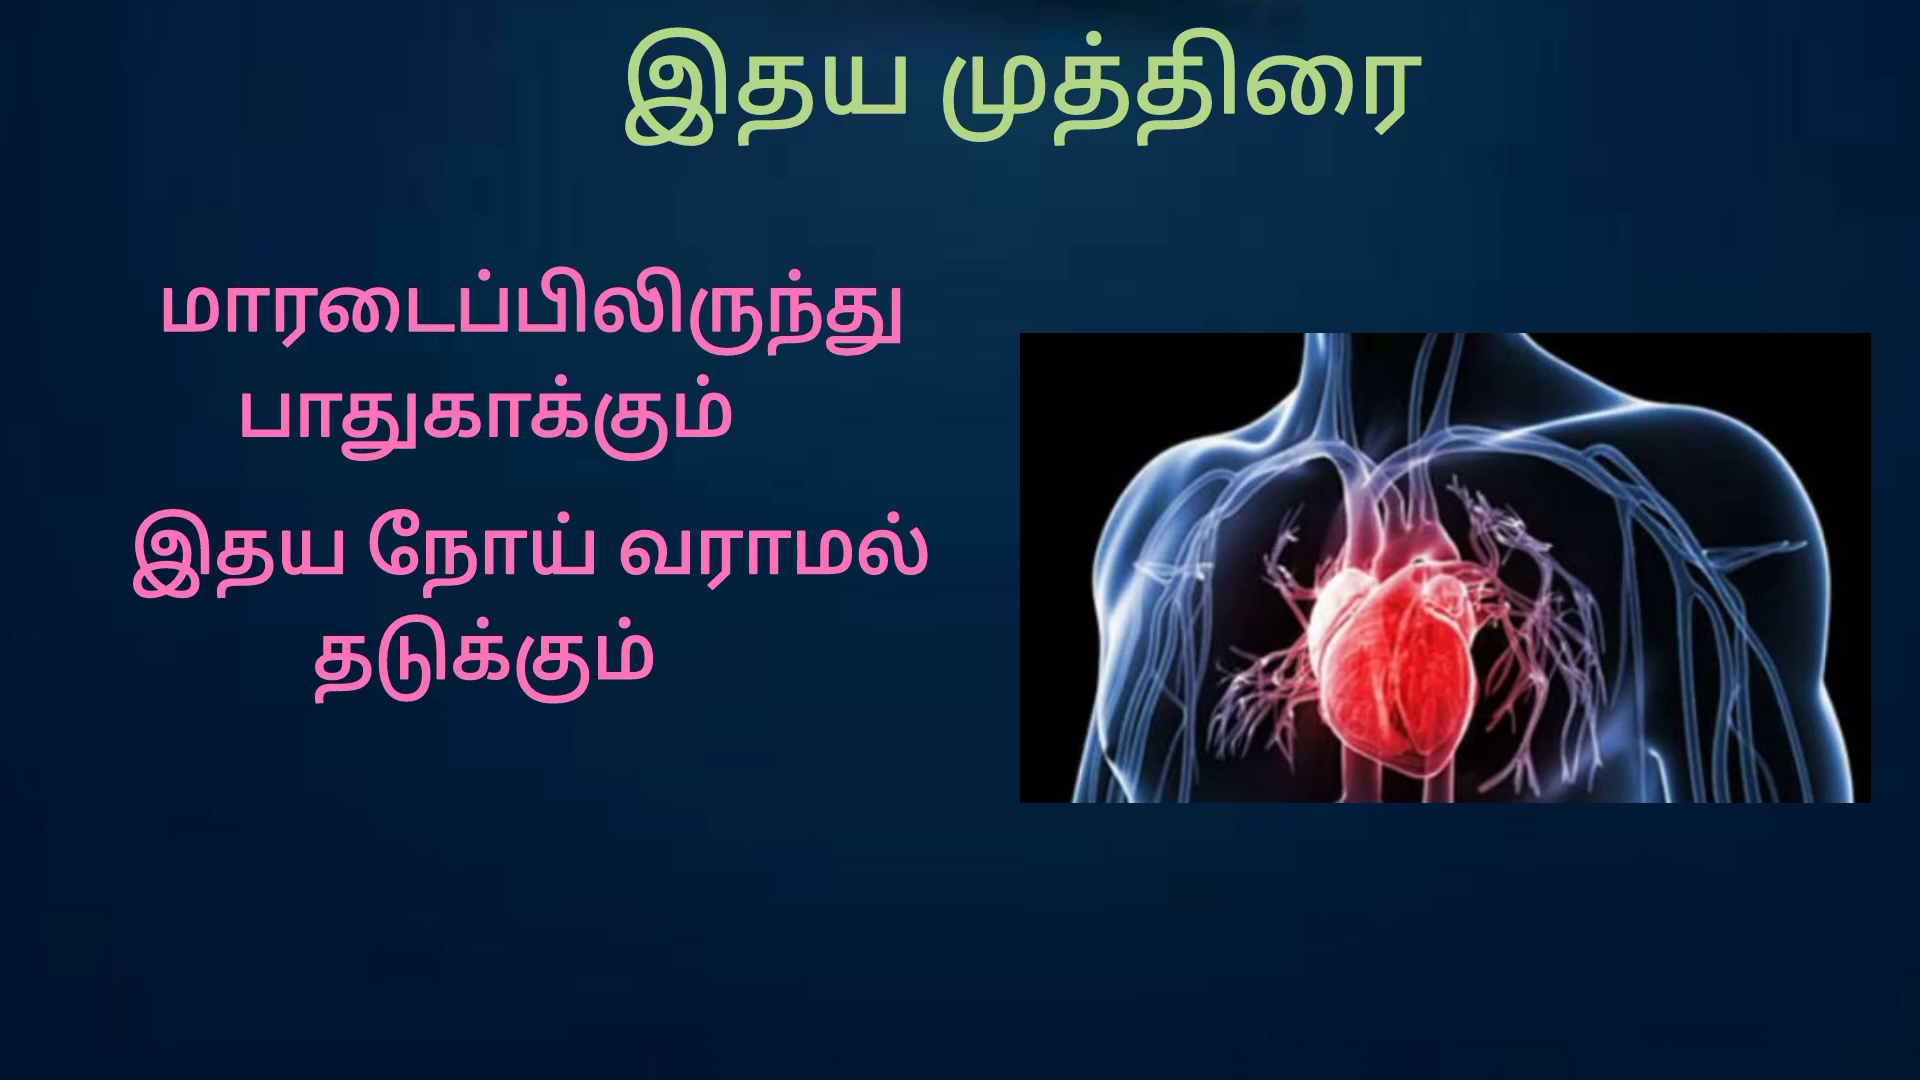 இதய முத்திரை
மாரடைப்பிலிருந்து
பாதுகாக்கும்
இதய நோய் வராமல்
தடுக்கும்